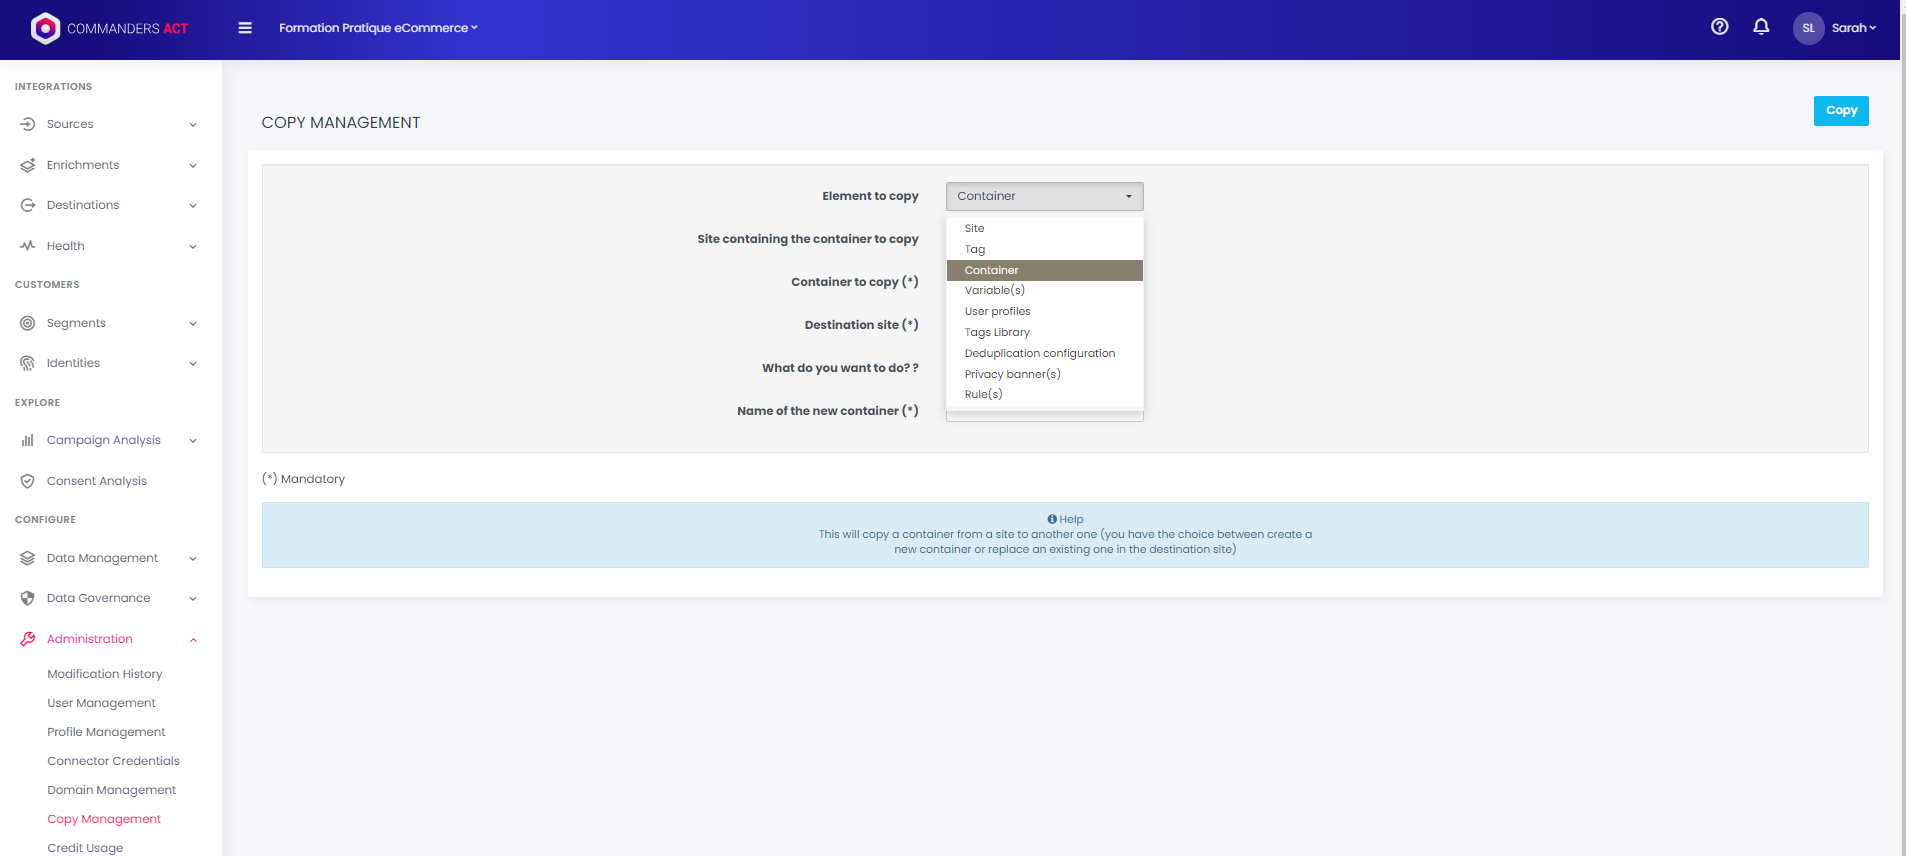 COMMANDERS ACT
Formation Pratique eCommerce
SL
Sarah
INTEGRATIONS
Sources
Enrichments
Destinations
Health
CUSTOMERS
Segments
Identities
EXPLORE
Campaign Analysis
Consent Analysis
CONFIGURE
Data Management
Data Governance
Administration
Modification History
User Management
Profile Management
Connector Credentials
Domain Management
Copy Management
Credit Usage
COPY MANAGEMENT
Copy
Element to copy
Container
Site
Tag
Container
Variable(s)
User profiles
Tags Library
Deduplication configuration
Privacy banner(s)
Rule(s)
Site containing the container to copy
Container to copy (*)
Destination site (*)
What do you want to do? ?
Name of the new container (*)
(*) Mandatory
Help
This will copy a container from a site to another one (you have the choice between create a
new container or replace an existing one in the destination site)